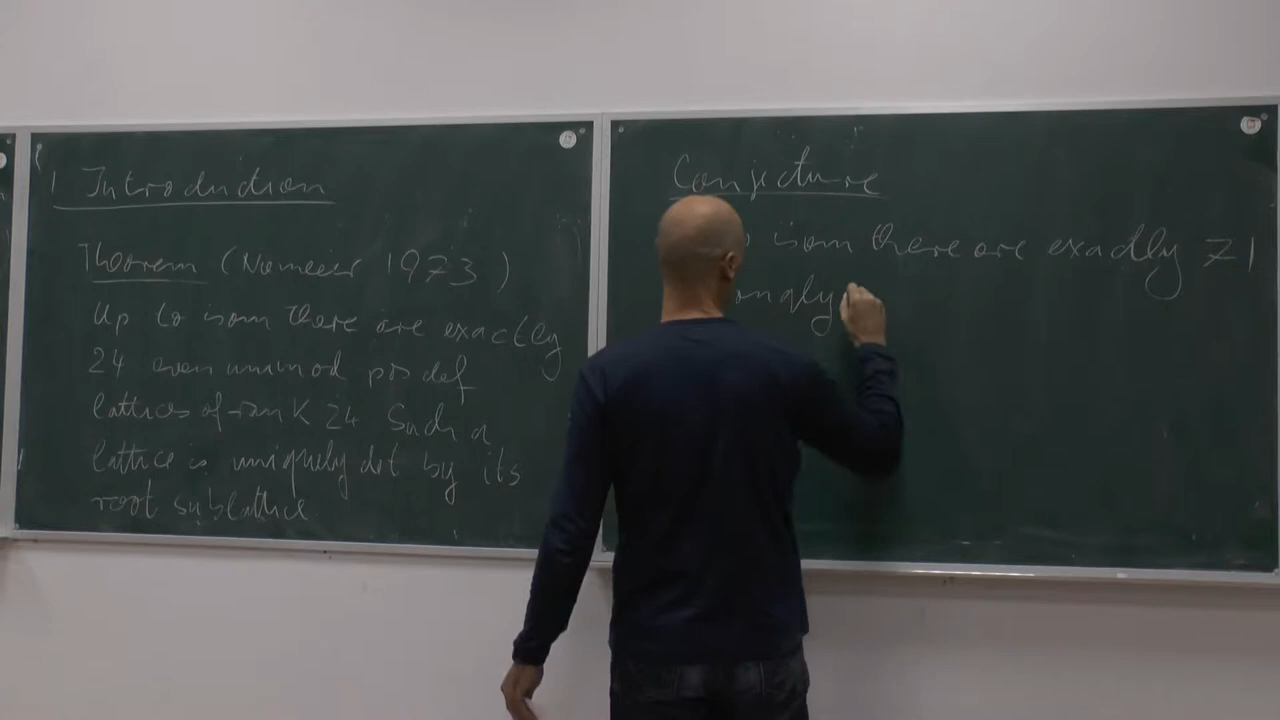 1 Introduction
Theorem (Niemeier 1973)
Up to isom there are exactly
24 even unimod pos def
lattices of rank 24 Such a
lattice is uniquely det by its
root sublattice
Conjecture
isom there are exactly 71